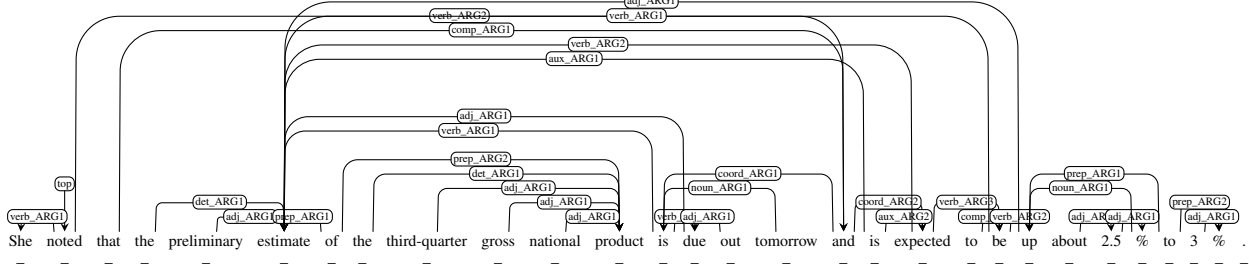 adj_ARG1
verb_ARG2 verb_ARG1
comp_ARG1
verb_ARG2
aux_ARG1
adj_ARG1
verb_ARG1
prep_ARG2
det_ARG1 coord_ARG1 prep_ARG1
top adj_ARG1 noun_ARG1 noun_ARG1
det_ARG1 adj_ARG1 coord_ARG2 verb_ARG3 prep_ARG2
verb_ARG1 adj_ARG1 prep_ARG1 adj_ARG1 verb_ adj_ARG1 aux_ARG2 comp_ verb_ARG2 adj_AR adj_ARG1 adj_ARG1
She noted that the preliminary estimate of the third-quarter gross national product is due out tomorrow and is expected to be up about 2.5 % to 3 % .
_ _ _ _ _ _ _ _ _ _ _ _ _ _ _ _ _ _ _ _ _ _ _ _ _ _ _ _ _